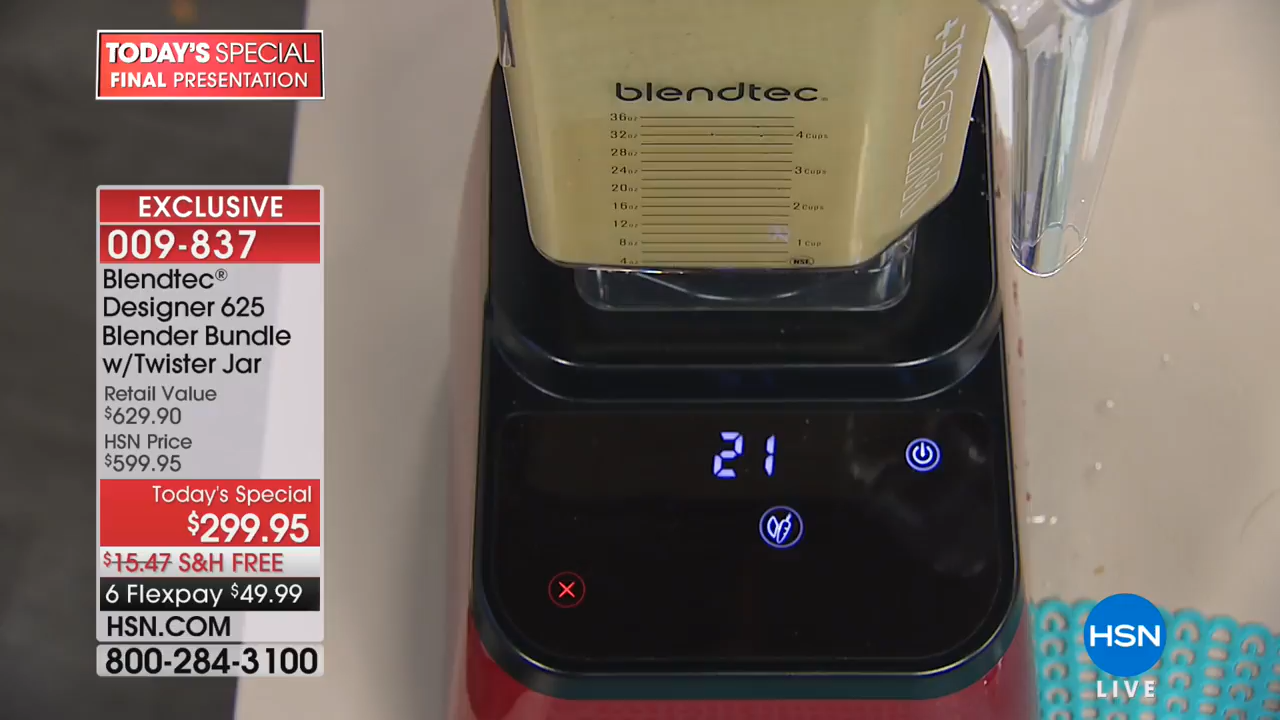 TODAY'S SPECIAL
FINAL PRESENTATION
EXCLUSIVE
009-837
Blendtec®
Designer 625
Blender Bundle
w/Twister Jar
Retail Value
$629.90
HSN Price
$599.95
Today's Special
$299.95
$15.47 S&H FREE
6 Flexpay $49.99
HSN.COM
800-284-3100
blendtec
36oz
32oz 4 Cups
28oz
24oz 3 Cups
20oz
16oz 2 Cups
12oz
8oz 1 Cup
4oz NSF
WILDSIDE+
21
HSN
LIVE